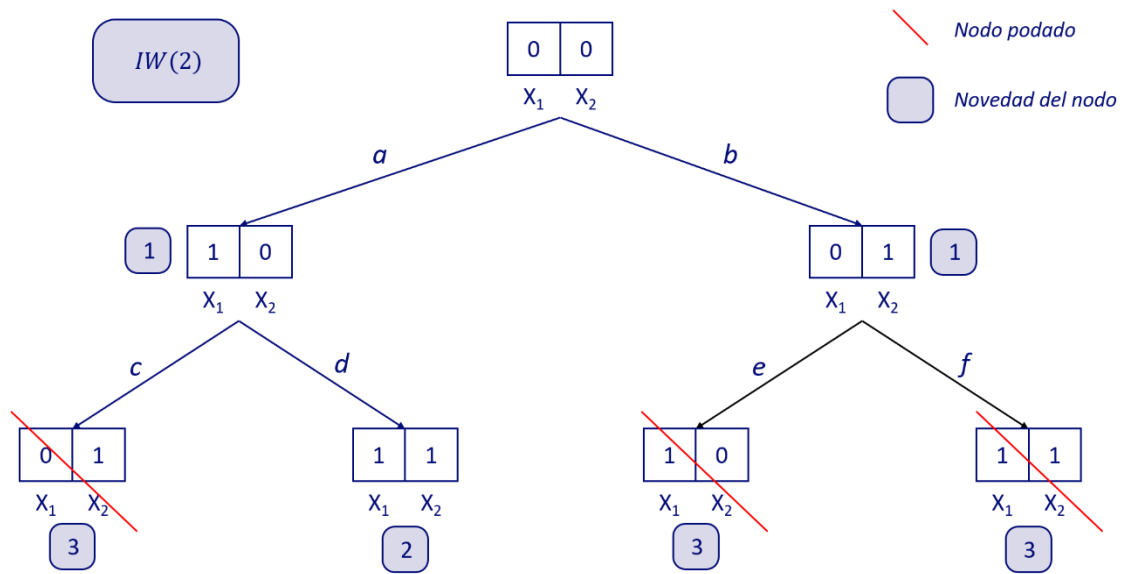 IW(2)
0 0
X₁ X₂
Nodo podado
Novedad del nodo
a
b
1
1 0
X₁ X₂
0 1
1
X₁ X₂
c
d
e
f
0 1
X₁ X₂
3
1 1
X₁ X₂
2
1 0
X₁ X₂
3
1 1
X₁ X₂
3